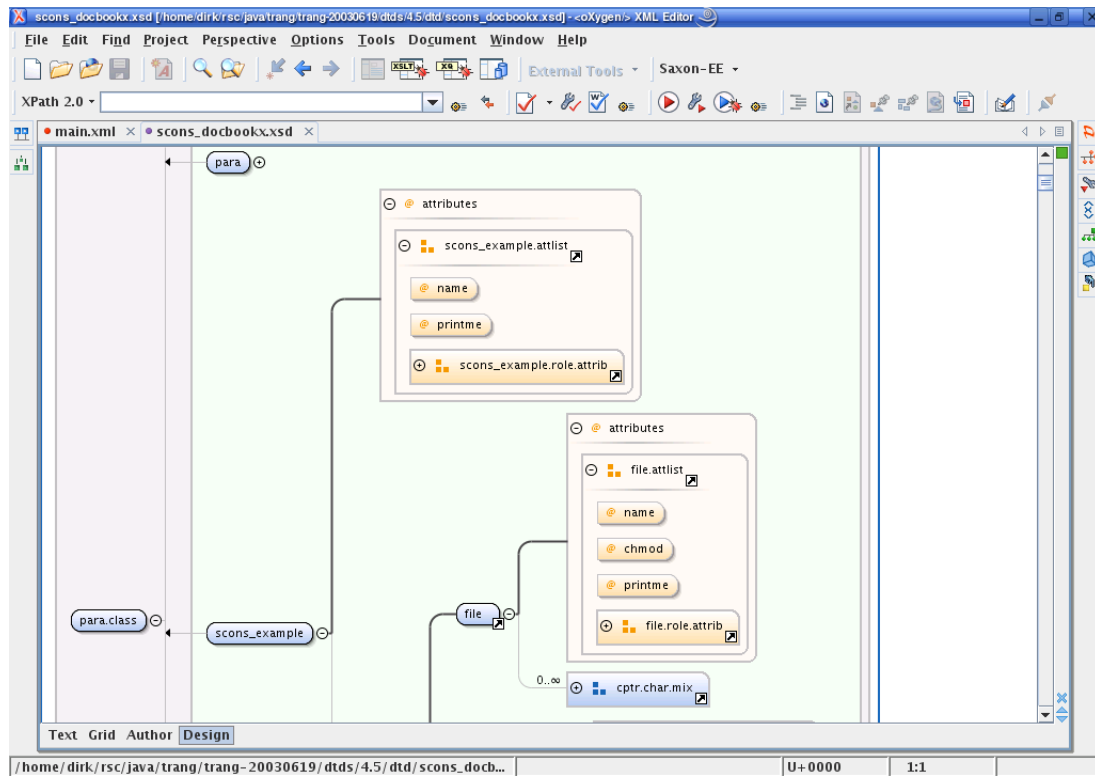 scons_docbookx.xsd [/home/dirk/rsc/java/trang/trang-20030619/dtds/4.5/dtd/scons_docbookx.xsd] - <oXygen/> XML Editor
File Edit Find Project Perspective Options Tools Document Window Help
XSLT XQ External Tools Saxon-EE
XPath 2.0
main.xml × scons_docbookx.xsd ×
para
@ attributes
scons_example.attlist
@ name
@ printme
scons_example.role.attrib
@ attributes
file.attlist
@ name
@ chmod
@ printme
file
file.role.attrib
para.class
scons_example
0..∞
cptr.char.mix
Text Grid Author Design
/home/dirk/rsc/java/trang/trang-20030619/dtds/4.5/dtd/scons_docb... U+0000 1:1